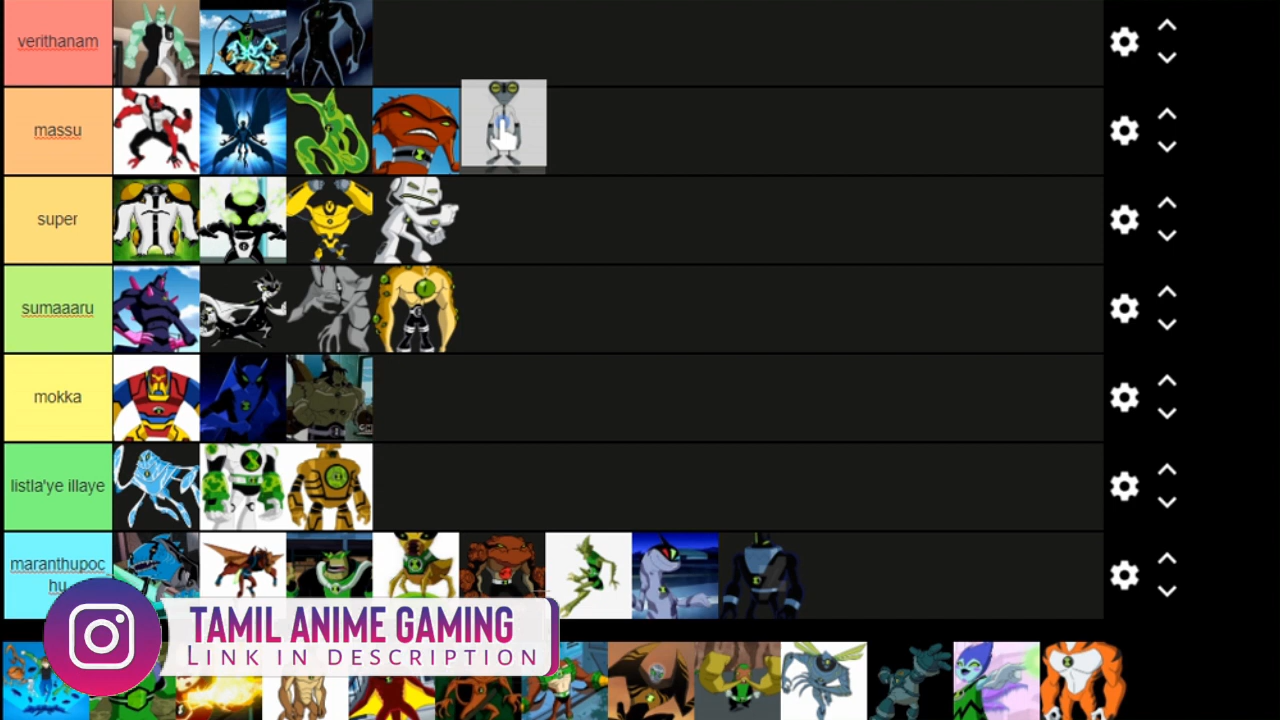 verithanam
massu
super
sumaaaru
mokka
listla'ye illaye
maranthupoc
hu
TAMIL ANIME GAMING
LINK IN DESCRIPTION